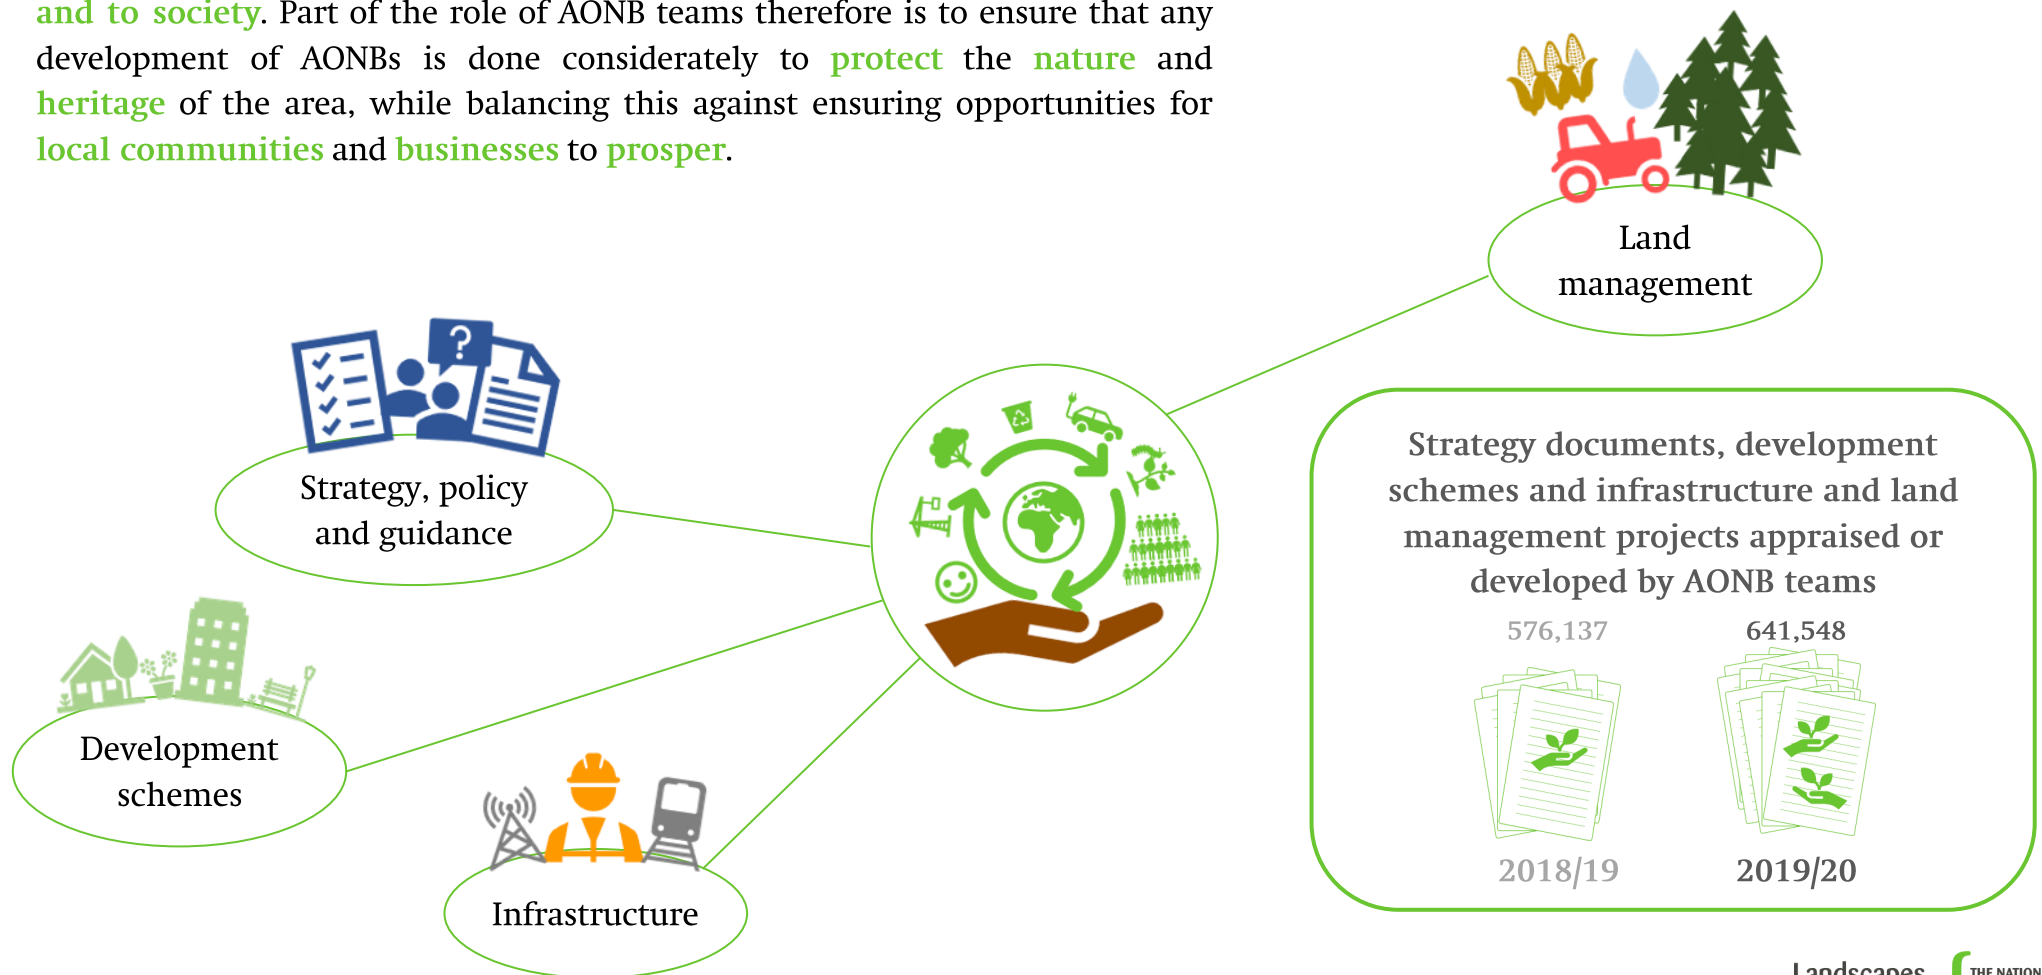 and to society. Part of the role of AONB teams therefore is to ensure that any
development of AONBs is done considerately to protect the nature and
heritage of the area, while balancing this against ensuring opportunities for
local communities and businesses to prosper.
Land
management
?
Strategy, policy
and guidance
Development
schemes
Infrastructure
Strategy documents, development
schemes and infrastructure and land
management projects appraised or
developed by AONB teams
576,137
641,548
2018/19
2019/20
Landscapes
THE NATION